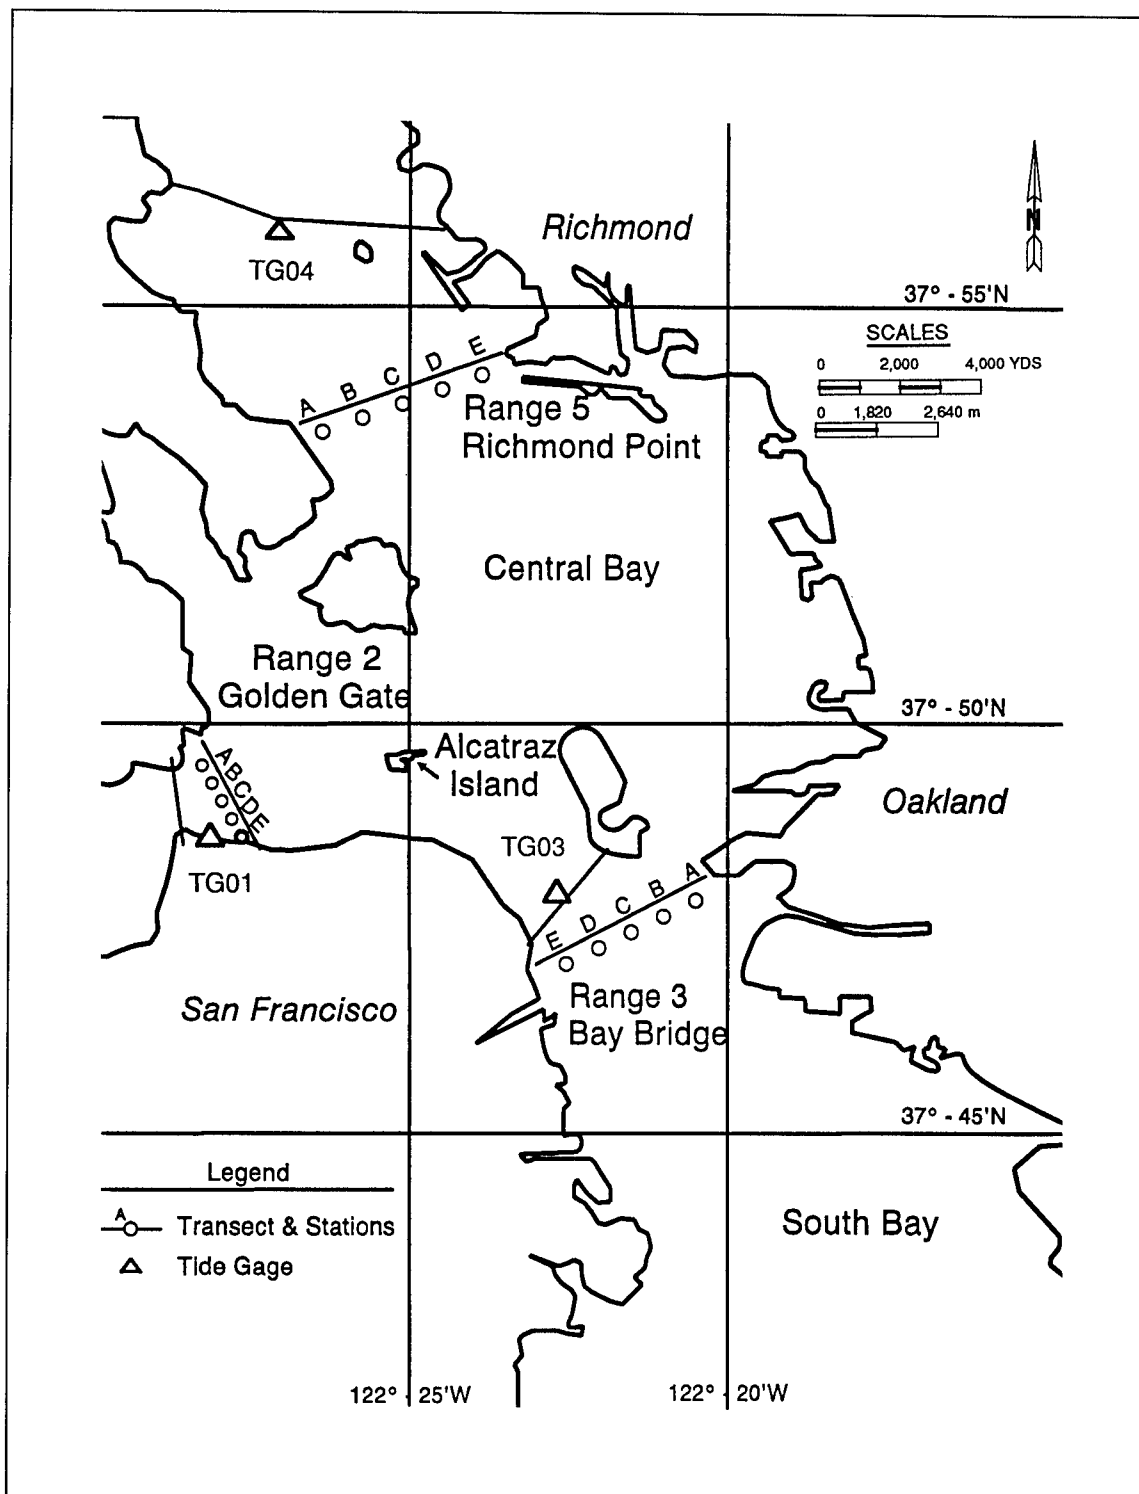 Richmond
N
TG04
37° - 55'N
SCALES
0 2,000 4,000 YDS
0 1,820 2,640 m
A B C D E
Range 5
Richmond Point
Central Bay
Range 2
Golden Gate
37° - 50'N
Alcatraz
Island
ABCDE
Oakland
TG03
TG01
E D C B A
San Francisco
Range 3
Bay Bridge
37° - 45'N
Legend
A
Transect & Stations
Tide Gage
South Bay
122° - 25'W
122° - 20'W